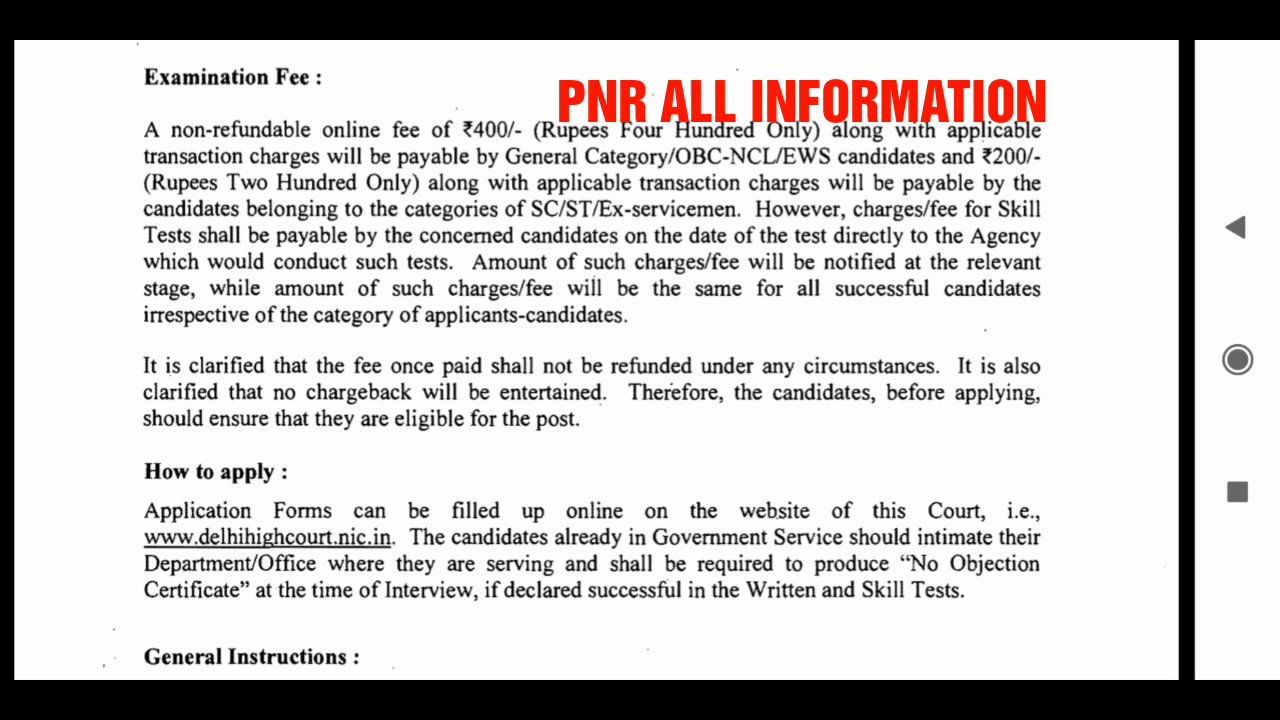 Examination Fee :
PNR ALL INFORMATION
A non-refundable online fee of ₹400/- (Rupees Four Hundred Only) along with applicable
transaction charges will be payable by General Category/OBC-NCL/EWS candidates and ₹200/-
(Rupees Two Hundred Only) along with applicable transaction charges will be payable by the
candidates belonging to the categories of SC/ST/Ex-servicemen. However, charges/fee for Skill
Tests shall be payable by the concerned candidates on the date of the test directly to the Agency
which would conduct such tests. Amount of such charges/fee will be notified at the relevant
stage, while amount of such charges/fee will be the same for all successful candidates
irrespective of the category of applicants-candidates.
It is clarified that the fee once paid shall not be refunded under any circumstances. It is also
clarified that no chargeback will be entertained. Therefore, the candidates, before applying,
should ensure that they are eligible for the post.
How to apply :
Application Forms can be filled up online on the website of this Court, i.e.,
www.delhihighcourt.nic.in. The candidates already in Government Service should intimate their
Department/Office where they are serving and shall be required to produce “No Objection
Certificate” at the time of Interview, if declared successful in the Written and Skill Tests.
General Instructions :